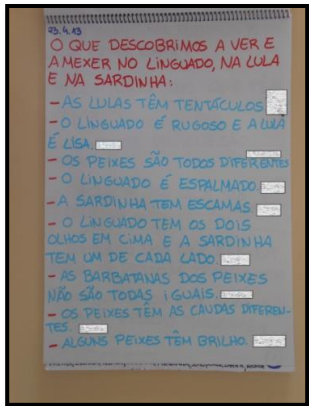 23.4.13
O QUE DESCOBRIMOS A VER E
A MEXER NO LINGUADO, NA LULA
E NA SARDINHA:
- AS LULAS TÊM TENTÁCULOS
- O LINGUADO É RUGOSO E A LULA
É LISA.
- OS PEIXES SÃO TODOS DIFERENTES
- O LINGUADO É ESPALMADO.
- A SARDINHA TEM ESCAMAS
- O LINGUADO TEM OS DOIS
OLHOS EM CIMA E A SARDINHA
TEM UM DE CADA LADO.
- AS BARBATANAS DOS PEIXES
NÃO SÃO TODAS IGUAIS.
- OS PEIXES TÊM AS CAUDAS DIFEREN-
TES.
- ALGUNS PEIXES TÊM BRILHO.